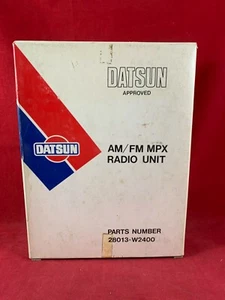 DATSUN
APPROVED
DATSUN
AM/FM MPX
RADIO UNIT
PARTS NUMBER
28013-W2400